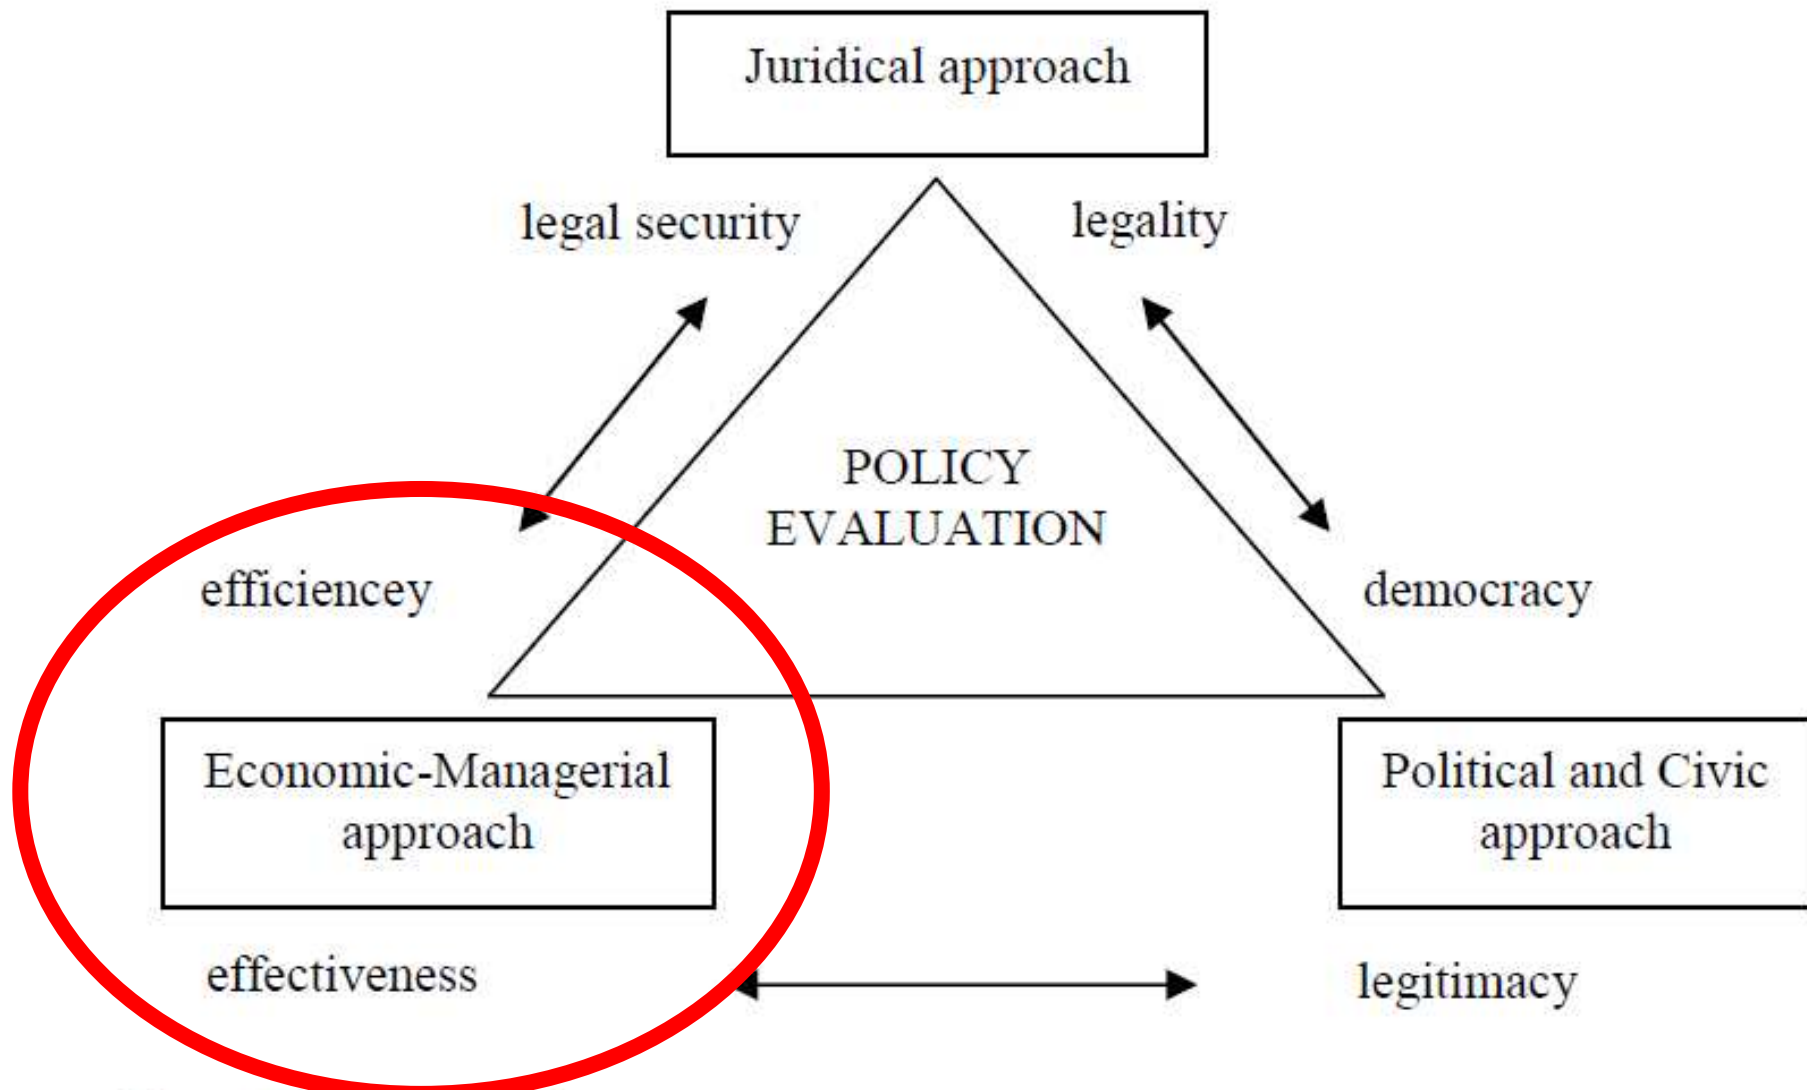 Juridical approach
legal security
legality
POLICY
EVALUATION
efficiencey
democracy
Economic-Managerial
approach
Political and Civic
approach
effectiveness
legitimacy